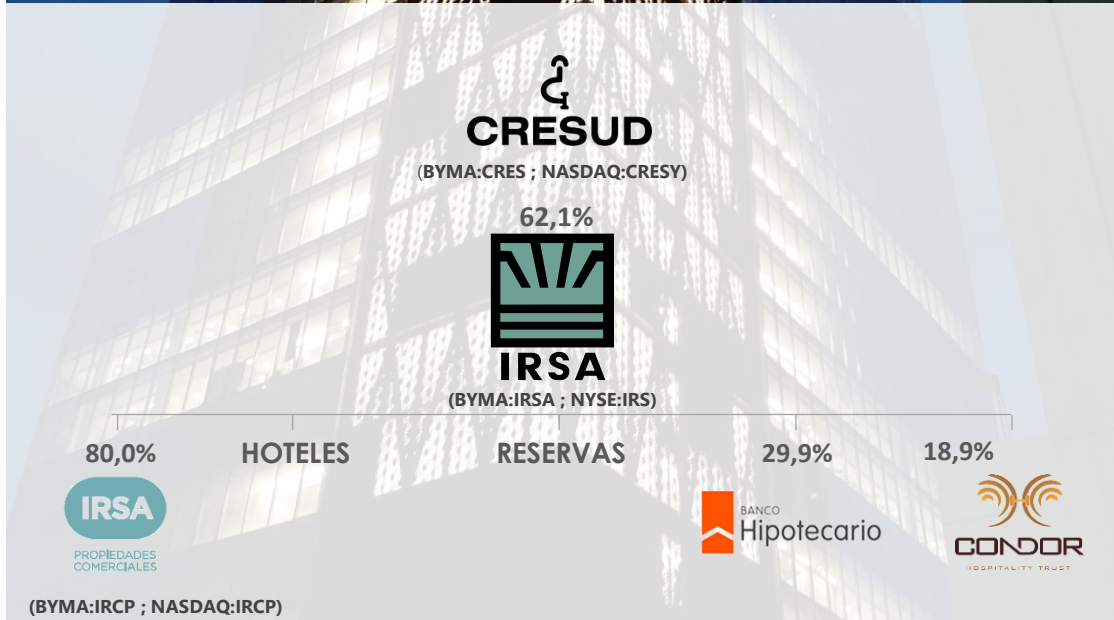 CRESUD
(BYMA:CRES ; NASDAQ:CRESY)
62,1%
IRSA
(BYMA:IRSA ; NYSE:IRS)
80,0% HOTELES RESERVAS 29,9% 18,9%
IRSA
PROPIEDADES
COMERCIALES
BANCO
Hipotecario
CONDOR
HOSPITALITY TRUST
(BYMA:IRCP ; NASDAQ:IRCP)